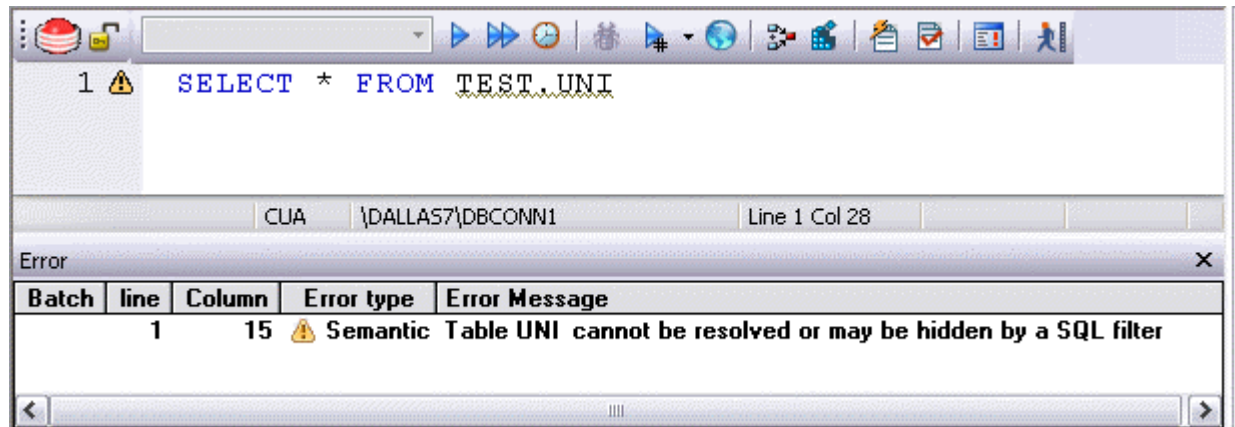 1 SELECT * FROM TEST.UNI
CUA \DALLAS7\DBCONN1 Line 1 Col 28
Error
Batch line Column Error type Error Message
1 15 Semantic Table UNI cannot be resolved or may be hidden by a SQL filter